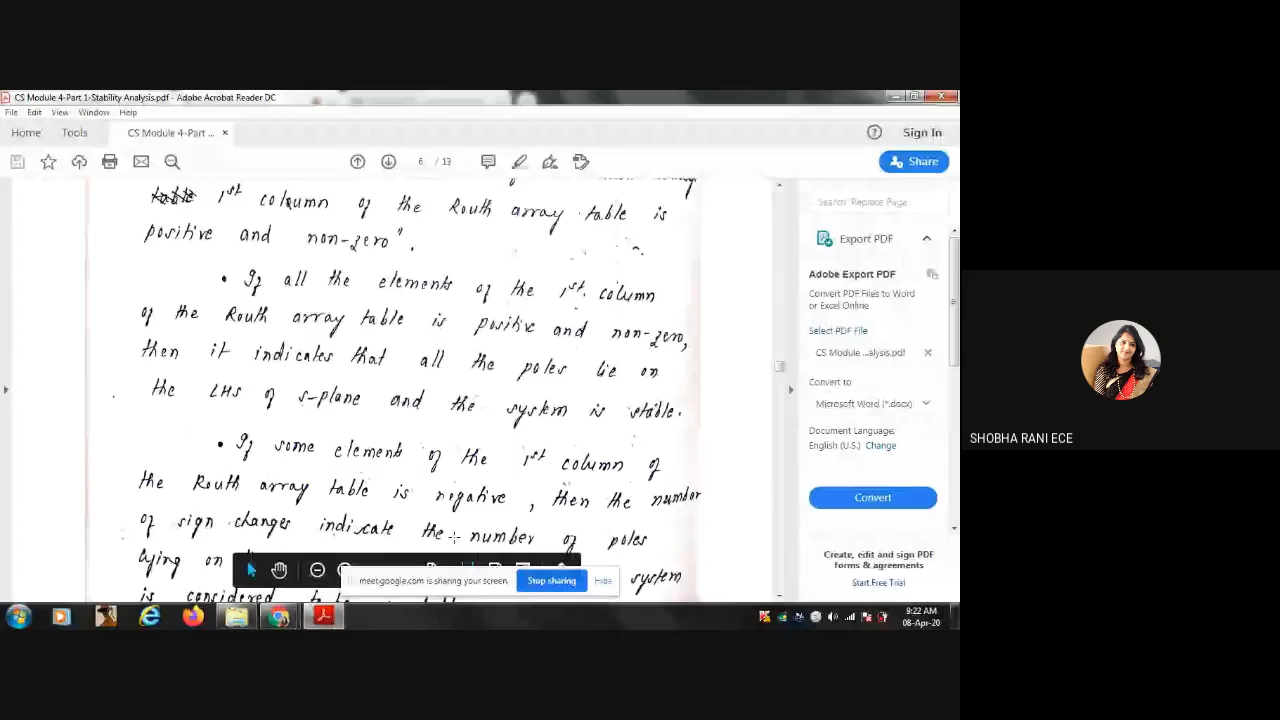 CS Module 4-Part 1-Stability Analysis.pdf - Adobe Acrobat Reader DC
File Edit View Window Help
Home Tools CS Module 4-Part ... ×
Sign In
6 / 13
Share
table 1st column of the Routh array table is
positive and non-zero".
• If all the elements of the 1st column
of the Routh array table is positive and non-zero,
then it indicates that all the poles lie on
the LHS of s-plane and the system is stable.
• If some elements of the 1st column of
the Routh array table is negative, then the number
of sign changes indicate the number of poles
lying on
system
is considered
Search 'Replace Page'
Export PDF
Adobe Export PDF
Convert PDF Files to Word
or Excel Online
Select PDF File
CS Module ...alysis.pdf ×
Convert to
Microsoft Word (*.docx)
Document Language:
English (U.S.) Change
Convert
Create, edit and sign PDF
forms & agreements
Start Free Trial
meet.google.com is sharing your screen.
Stop sharing
Hide
9:22 AM
08-Apr-20
SHOBHA RANI ECE